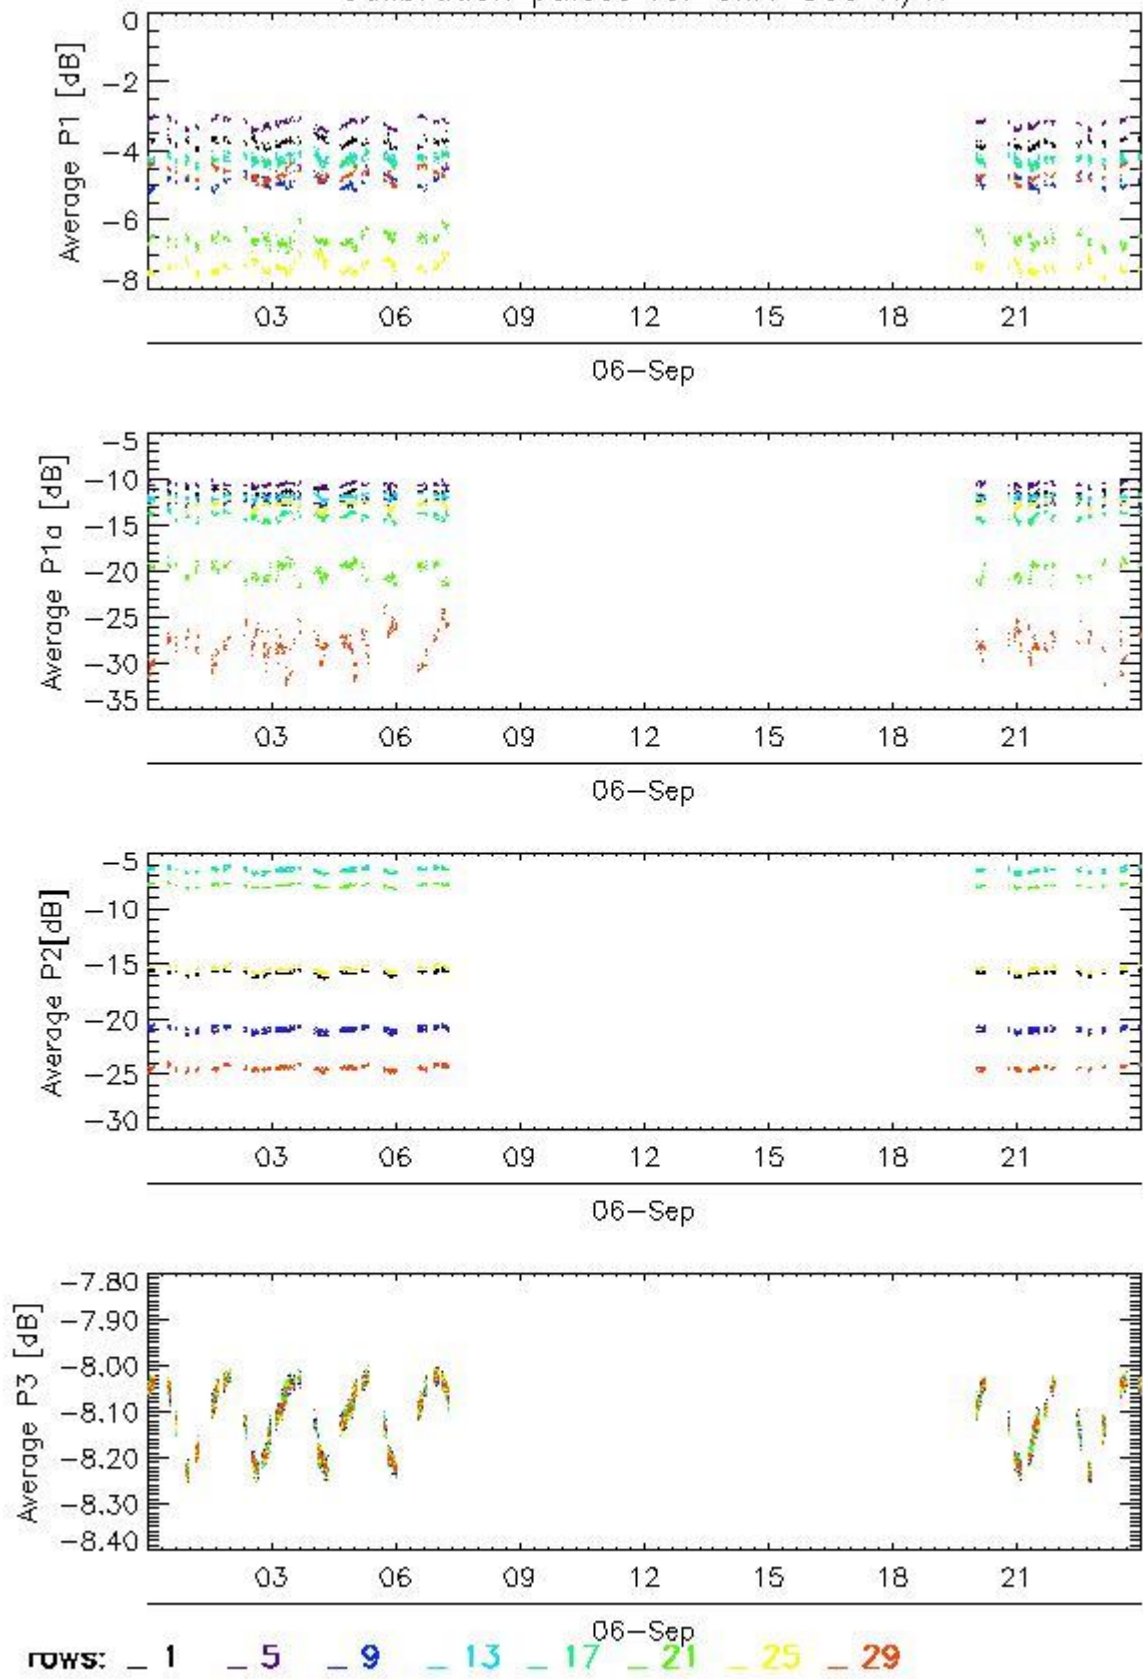 0
-2
-4
-6
-8
Average P1 [dB]
03 06 09 12 15 18 21
06-Sep
-5
-10
-15
-20
-25
-30
-35
Average P1a [dB]
03 06 09 12 15 18 21
06-Sep
-5
-10
-15
-20
-25
-30
Average P2[dB]
03 06 09 12 15 18 21
06-Sep
-7.80
-7.90
-8.00
-8.10
-8.20
-8.30
-8.40
Average P3 [dB]
03 06 09 12 15 18 21
06-Sep
rows: _ 1 _ 5 _ 9 _ 13 _ 17 _ 21 _ 25 _ 29